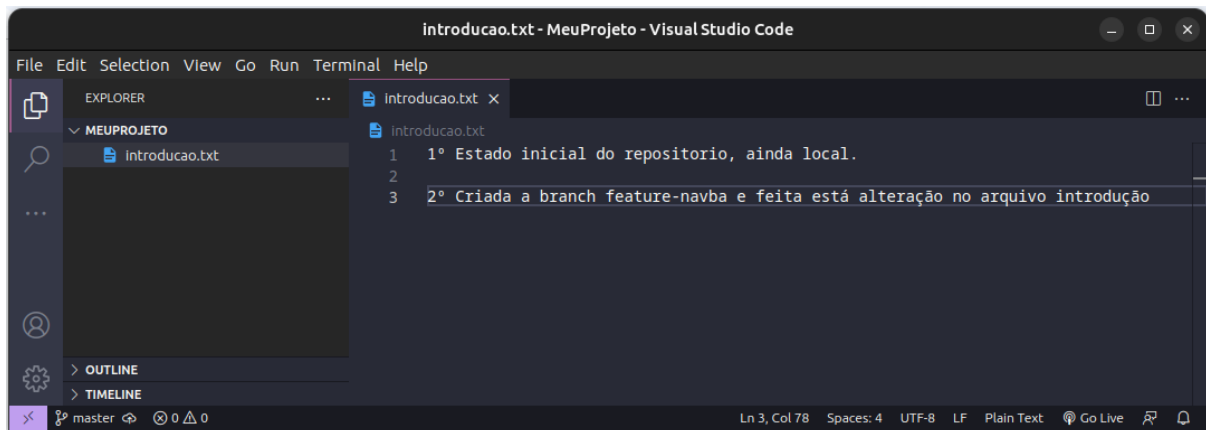 introducao.txt - MeuProjeto - Visual Studio Code
File Edit Selection View Go Run Terminal Help
EXPLORER
introducao.txt
MEUPROJETO
introducao.txt
introducao.txt
1 1º Estado inicial do repositorio, ainda local.
2
3 2º Criada a branch feature-navba e feita está alteração no arquivo introdução
OUTLINE
TIMELINE
master 0 0 Ln 3, Col 78 Spaces: 4 UTF-8 LF Plain Text Go Live